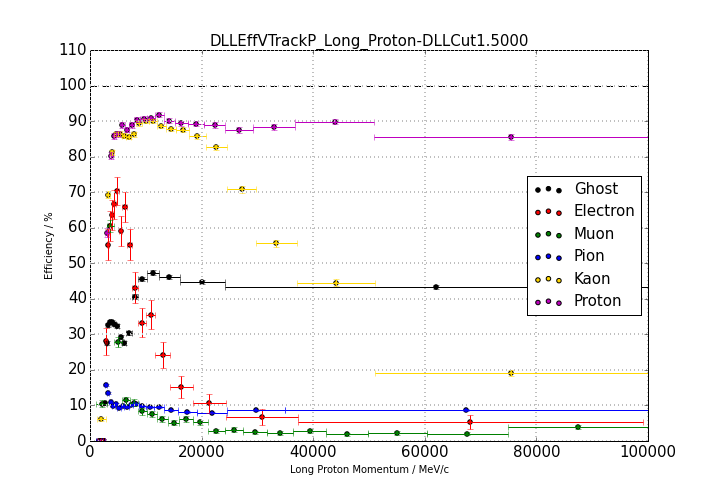 DLLEffVTrackP_Long_Proton-DLLCut1.5000
110
100
90
80
70
60
50
40
30
20
10
0
Efficiency / %
Ghost
Electron
Muon
Pion
Kaon
Proton
0 20000 40000 60000 80000 100000
Long Proton Momentum / MeV/c